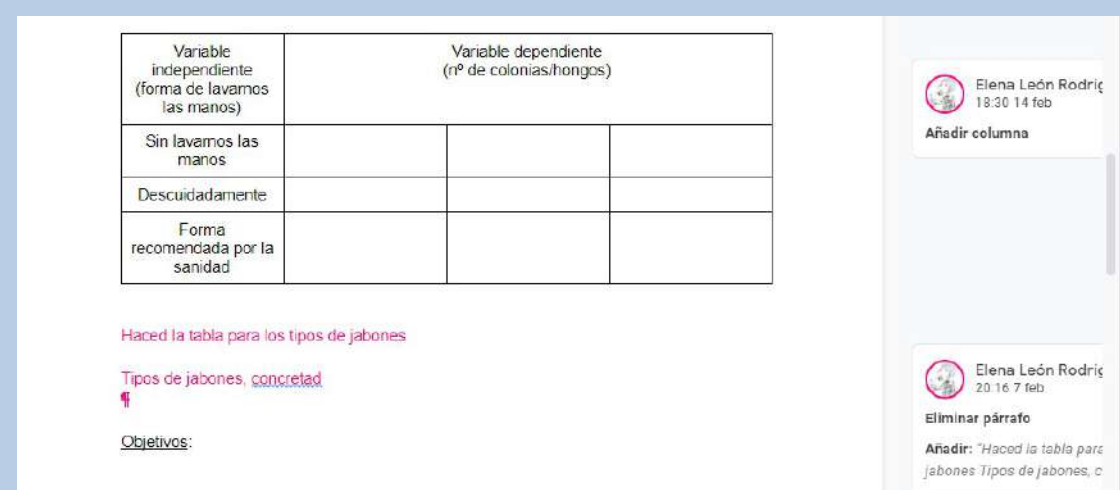 Variable
independiente
(forma de lavarnos
las manos)
Variable dependiente
(nº de colonias/hongos)
Sin lavarnos las
manos
Descuidadamente
Forma
recomendada por la
sanidad
Haced la tabla para los tipos de jabones
Tipos de jabones, concretad
¶
Objetivos:
Elena León Rodrig
18:30 14 feb
Añadir columna
Elena León Rodrig
20:16 7 feb
Eliminar párrafo
Añadir: "Haced la tabla para
jabones Tipos de jabones, c